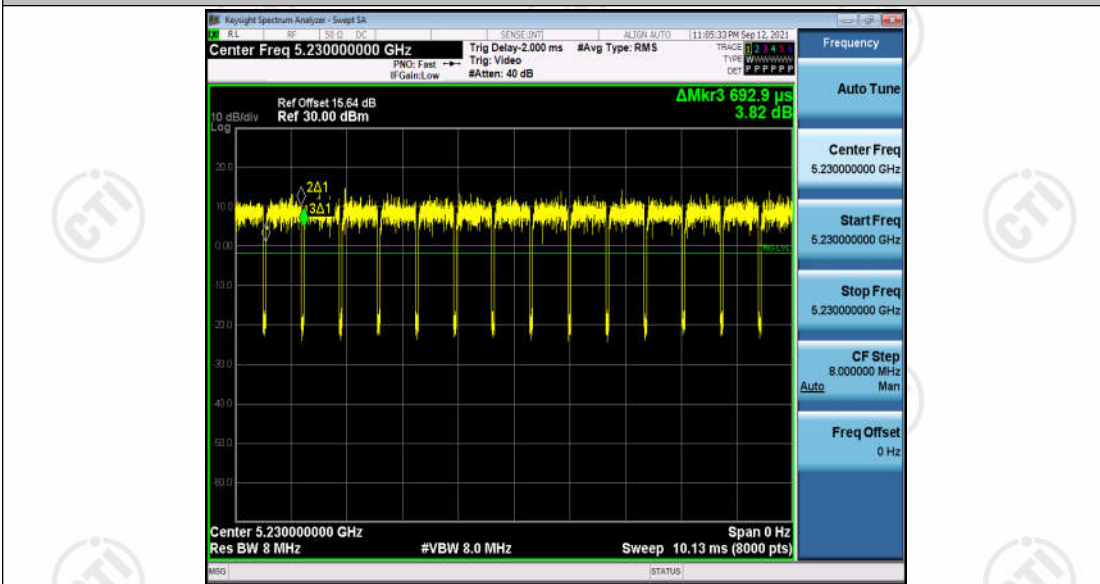 Keysight Spectrum Analyzer - Swept SA
RL RF 50 Ω DC SENSE:INT ALIGN AUTO 11:05:33 PM Sep 12, 2021
Center Freq 5.230000000 GHz
PNO: Fast
IFGain:Low
Trig Delay-2.000 ms
Trig: Video
#Atten: 40 dB
#Avg Type: RMS
TRACE 1 2 3 4 5 6
TYPE WWWWWW
DET P P P P P P
Frequency
Auto Tune
Center Freq
5.230000000 GHz
Start Freq
5.230000000 GHz
Stop Freq
5.230000000 GHz
CF Step
8.000000 MHz
Auto Man
Freq Offset
0 Hz
ΔMkr3 692.9 µs
3.82 dB
Ref Offset 15.64 dB
10 dB/div Ref 30.00 dBm
Log
20.0
10.0
0.00
-10.0
-20.0
-30.0
-40.0
-50.0
-60.0
2Δ1
3Δ1
TRIG LVL
Center 5.230000000 GHz Span 0 Hz
Res BW 8 MHz #VBW 8.0 MHz Sweep 10.13 ms (8000 pts)
MSG STATUS
CTI
CTI
CTI
CTI